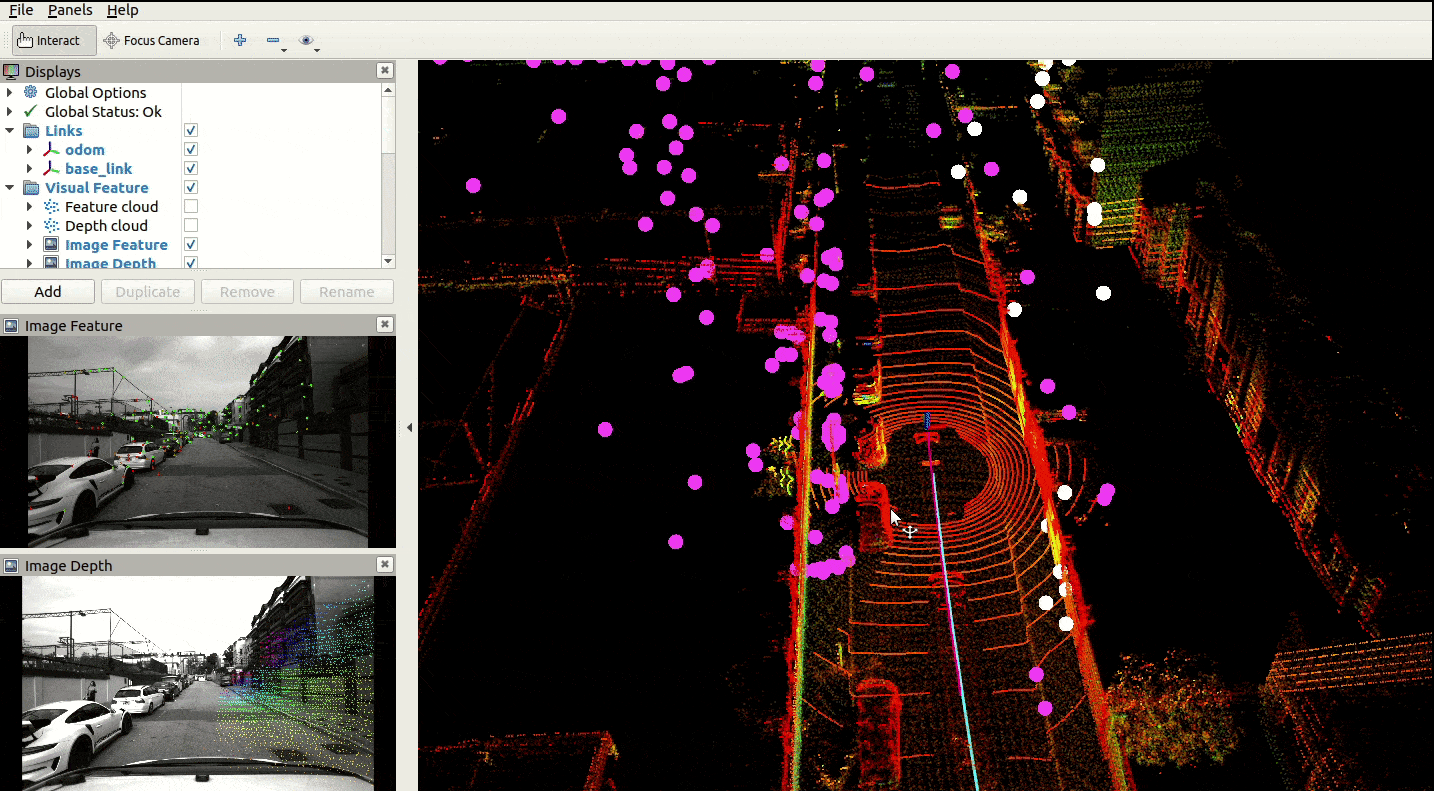 File Panels Help
Interact Focus Camera
Displays
Global Options
Global Status: Ok
Links
odom
base_link
Visual Feature
Feature cloud
Depth cloud
Image Feature
Image Depth
Add Duplicate Remove Rename
Image Feature
Image Depth